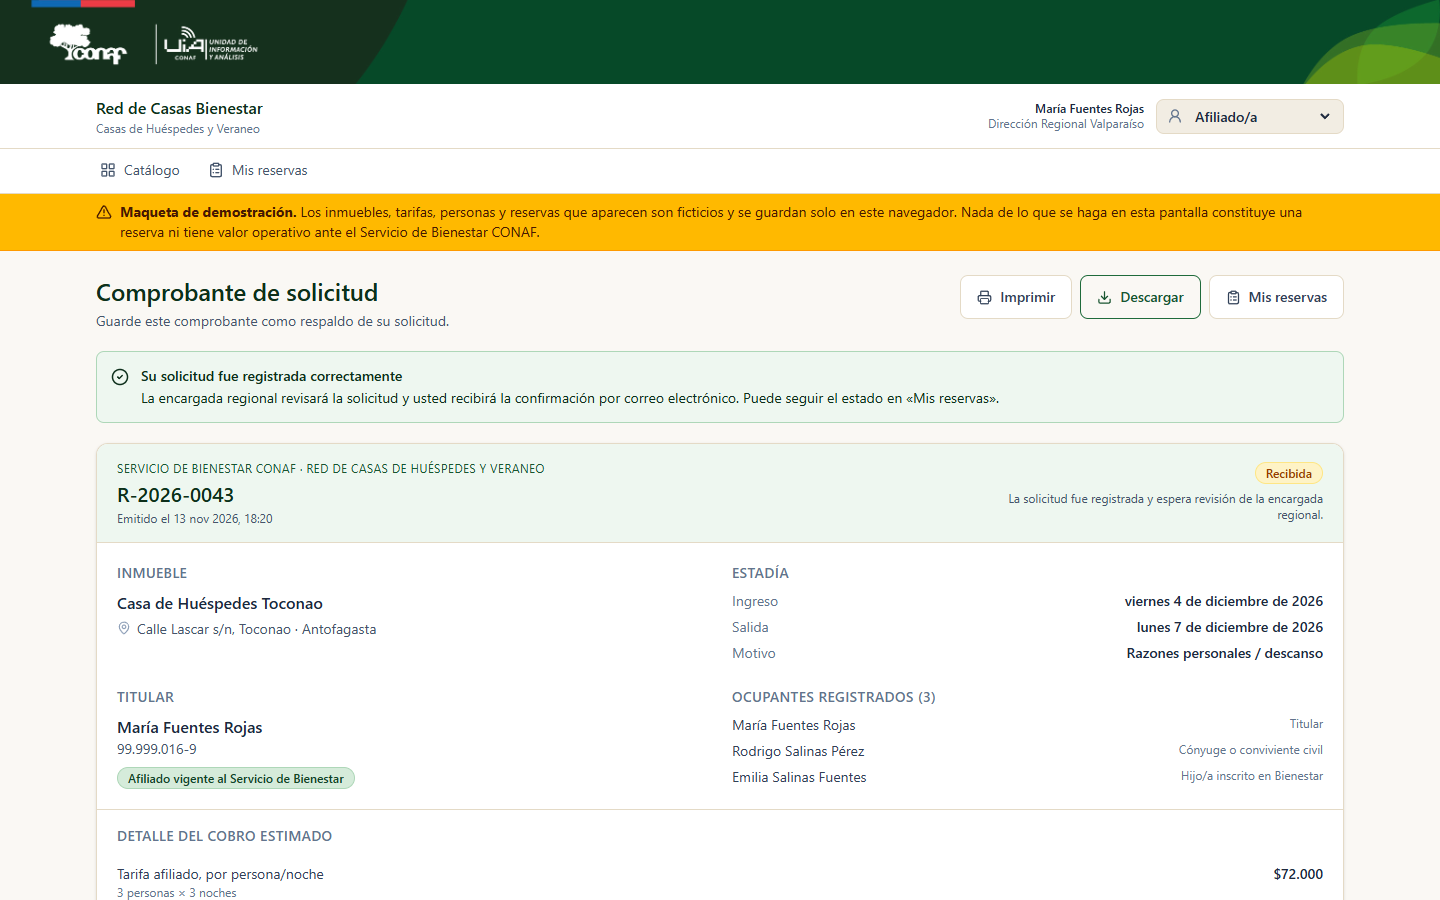 conaf
UIA
CONAF
UNIDAD DE
INFORMACIÓN
Y ANÁLISIS
Red de Casas Bienestar
Casas de Huéspedes y Veraneo
María Fuentes Rojas
Dirección Regional Valparaíso
Afiliado/a
Catálogo
Mis reservas
Maqueta de demostración. Los inmuebles, tarifas, personas y reservas que aparecen son ficticios y se guardan solo en este navegador. Nada de lo que se haga en esta pantalla constituye una
reserva ni tiene valor operativo ante el Servicio de Bienestar CONAF.
Comprobante de solicitud
Guarde este comprobante como respaldo de su solicitud.
Imprimir
Descargar
Mis reservas
Su solicitud fue registrada correctamente
La encargada regional revisará la solicitud y usted recibirá la confirmación por correo electrónico. Puede seguir el estado en «Mis reservas».
SERVICIO DE BIENESTAR CONAF · RED DE CASAS DE HUÉSPEDES Y VERANEO
R-2026-0043
Emitido el 13 nov 2026, 18:20
Recibida
La solicitud fue registrada y espera revisión de la encargada
regional.
INMUEBLE
Casa de Huéspedes Toconao
Calle Lascar s/n, Toconao · Antofagasta
ESTADÍA
Ingreso viernes 4 de diciembre de 2026
Salida lunes 7 de diciembre de 2026
Motivo Razones personales / descanso
TITULAR
María Fuentes Rojas
99.999.016-9
Afiliado vigente al Servicio de Bienestar
OCUPANTES REGISTRADOS (3)
María Fuentes Rojas Titular
Rodrigo Salinas Pérez Cónyuge o conviviente civil
Emilia Salinas Fuentes Hijo/a inscrito en Bienestar
DETALLE DEL COBRO ESTIMADO
Tarifa afiliado, por persona/noche $72.000
3 personas × 3 noches